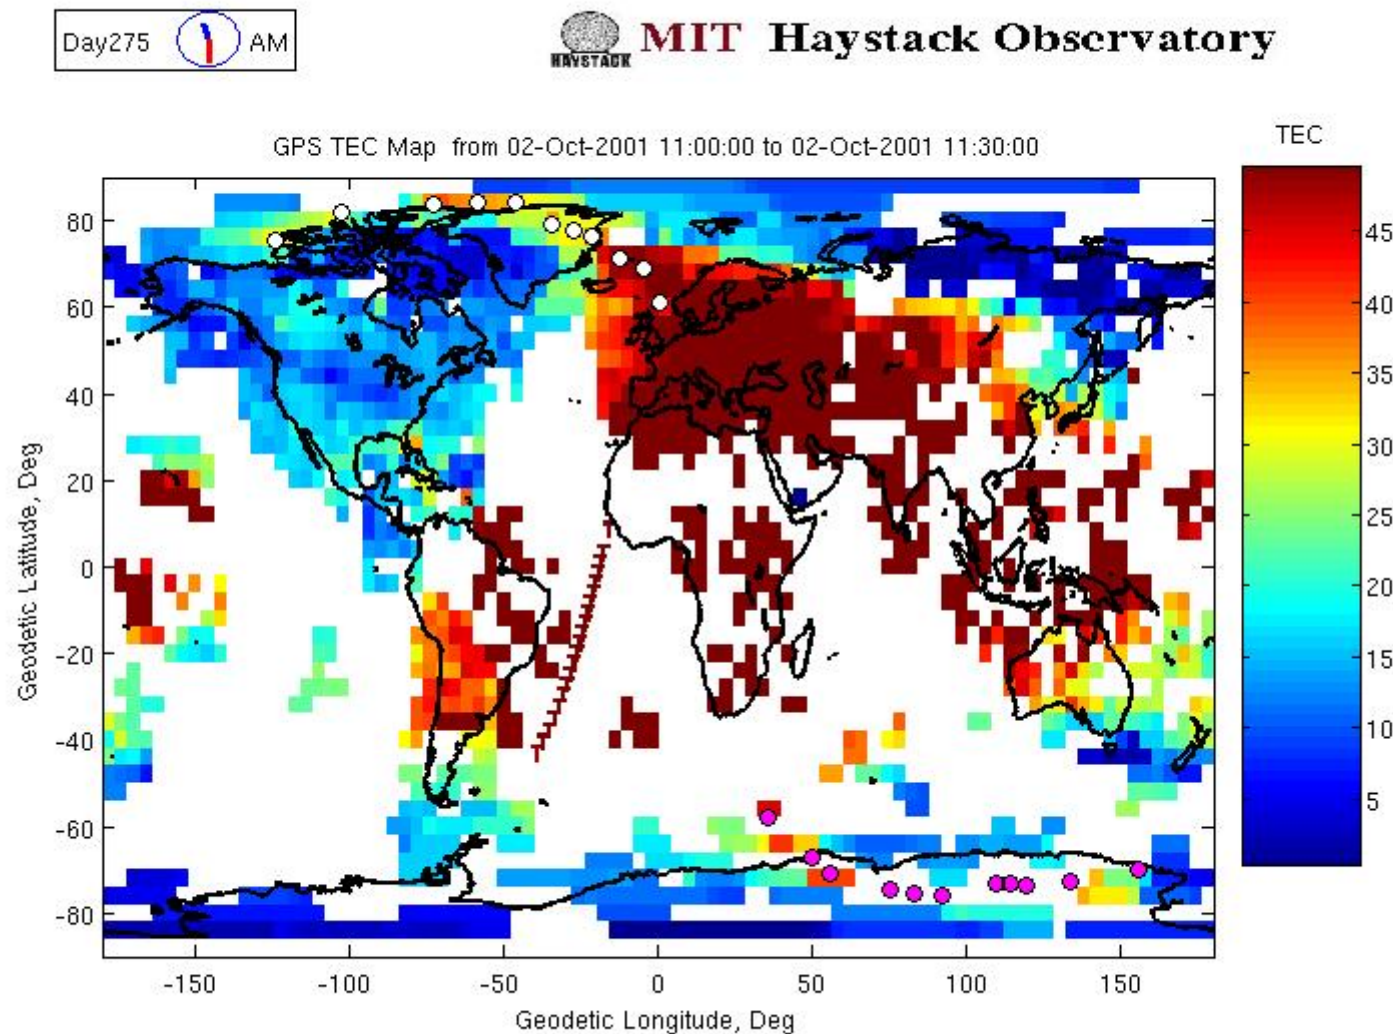 Day275 AM
HAYSTACK
MIT Haystack Observatory
GPS TEC Map from 02-Oct-2001 11:00:00 to 02-Oct-2001 11:30:00
TEC
80
60
40
20
0
-20
-40
-60
-80
Geodetic Latitude, Deg
-150 -100 -50 0 50 100 150
Geodetic Longitude, Deg
45
40
35
30
25
20
15
10
5